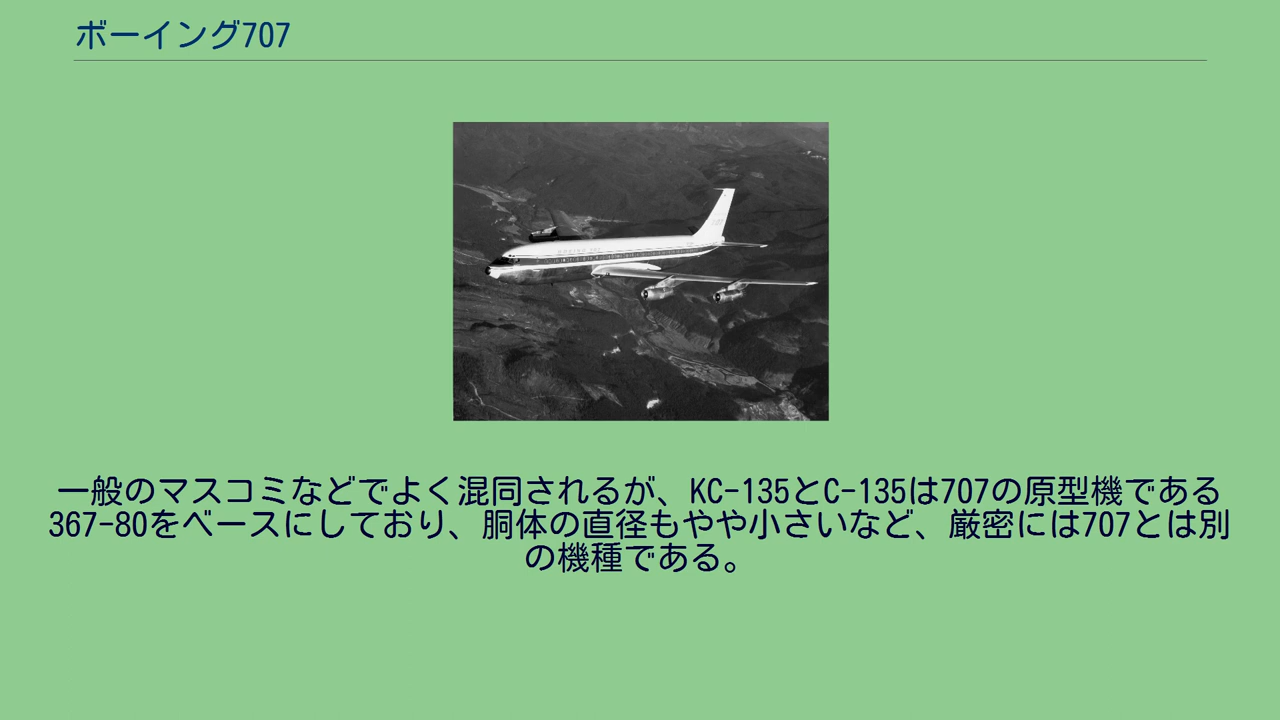 ボーイング707
一般のマスコミなどでよく混同されるが、KC-135とC-135は707の原型機である
367-80をベースにしており、胴体の直径もやや小さいなど、厳密には707とは別
の機種である。